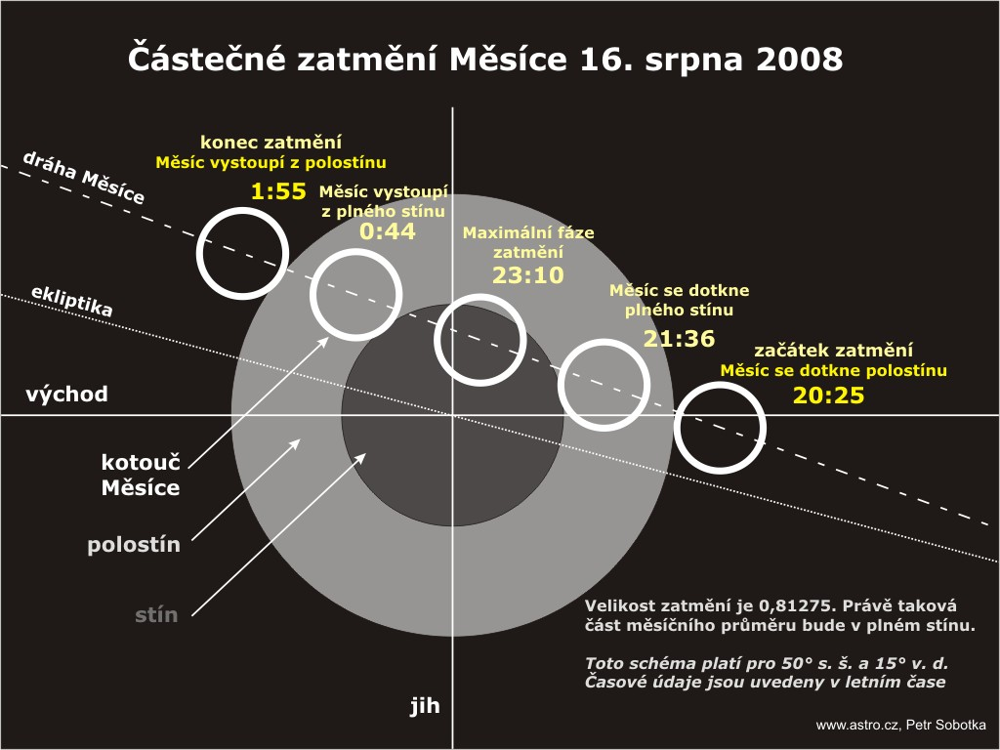 Částečné zatmění Měsíce 16. srpna 2008
konec zatmění
Měsíc vystoupí z polostínu
1:55
dráha Měsíce
Měsíc vystoupí
z plného stínu
0:44
Maximální fáze
zatmění
23:10
Měsíc se dotkne
plného stínu
21:36
začátek zatmění
Měsíc se dotkne polostínu
20:25
ekliptika
východ
kotouč
Měsíce
polostín
stín
jih
Velikost zatmění je 0,81275. Právě taková
část měsíčního průměru bude v plném stínu.
Toto schéma platí pro 50° s. š. a 15° v. d.
Časové údaje jsou uvedeny v letním čase
www.astro.cz, Petr Sobotka